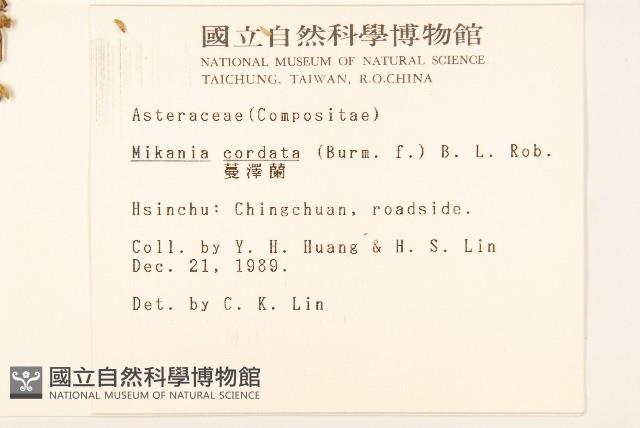 國立自然科學博物館
NATIONAL MUSEUM OF NATURAL SCIENCE
TAICHUNG, TAIWAN, R.O.CHINA
Asteraceae(Compositae)
Mikania cordata (Burm. f.) B. L. Rob.
蔓澤蘭
Hsinchu: Chingchuan, roadside.
Coll. by Y. H. Huang & H. S. Lin
Dec. 21, 1989.
Det. by C. K. Lin
國立自然科學博物館
NATIONAL MUSEUM OF NATURAL SCIENCE